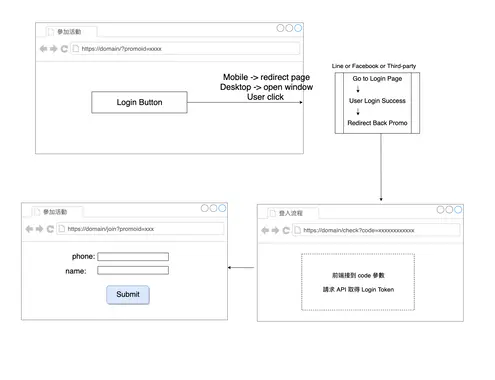 參加活動
https://domain/?promoid=xxxx
Login Button
Mobile -> redirect page
Desktop -> open window
User click
Line or Facebook or Third-party
Go to Login Page
User Login Success
Redirect Back Promo
登入流程
https://domain/check?code=xxxxxxxxxxxx
前端接到 code 參數
請求 API 取得 Login Token
參加活動
https://domain/join?promoid=xxx
phone:
name:
Submit